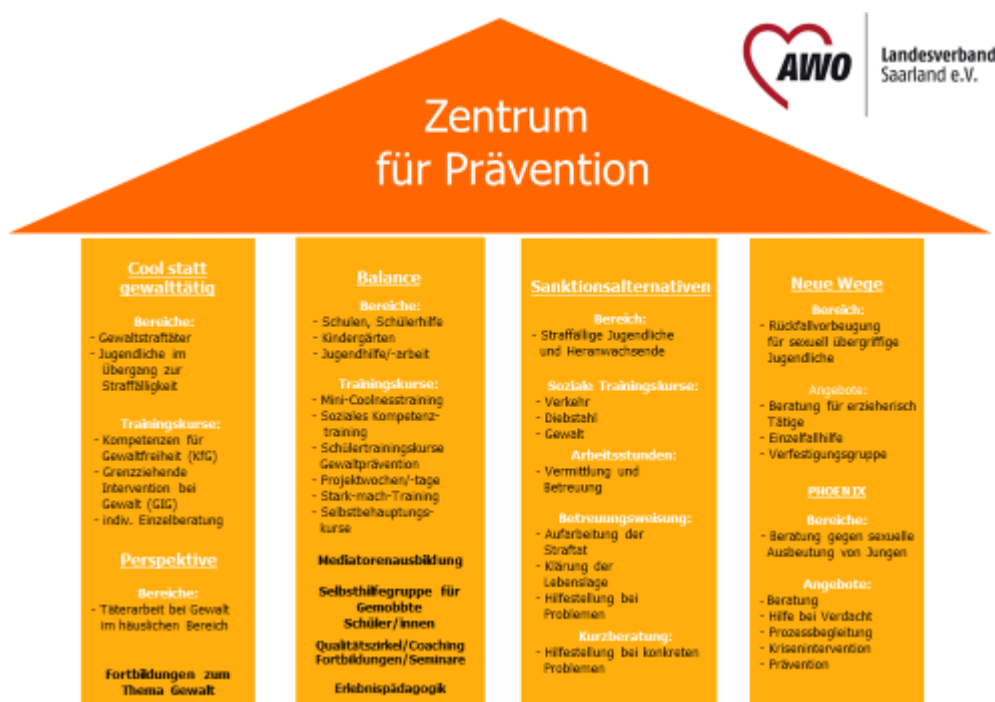 AWO
Landesverband
Saarland e.V.
Zentrum
für Prävention
Cool statt
gewalttätig
Bereiche:
- Gewaltstraftäter
- Jugendliche im
Übergang zur
Straffälligkeit
Trainingskurse:
- Kompetenzen für
Gewaltfreiheit (KfG)
- Grenzziehende
Intervention bei
Gewalt (GIG)
- indiv. Einzelberatung
Perspektive
Bereiche:
- Täterarbeit bei Gewalt
im häuslichen Bereich
Fortbildungen zum
Thema Gewalt
Balance
Bereiche:
- Schulen, Schülerhilfe
- Kindergärten
- Jugendhilfe/-arbeit
Trainingskurse:
- Mini-Coolnesstraining
- Soziales Kompetenz-
training
- Schülertrainingskurse
Gewaltprävention
- Projektwochen/-tage
- Stark-mach-Training
- Selbstbehauptungs-
kurse
Mediatorenausbildung
Selbsthilfegruppe für
Gemobbte
Schüler/innen
Qualitätszirkel/Coaching
Fortbildungen/Seminare
Erlebnispädagogik
Sanktionsalternativen
Bereich:
- Straffällige Jugendliche
und Heranwachsende
Soziale Trainingskurse:
- Verkehr
- Diebstahl
- Gewalt
Arbeitsstunden:
- Vermittlung und
Betreuung
Betreuungsweisung:
- Aufarbeitung der
Straftat
- Klärung der
Lebenslage
- Hilfestellung bei
Problemen
Kurzberatung:
- Hilfestellung bei konkreten
Problemen
Neue Wege
Bereich:
- Rückfallvorbeugung
für sexuell übergriffige
Jugendliche
Angebote:
- Beratung für erzieherisch
Tätige
- Einzelfallhilfe
- Verfestigungsgruppe
PHOENIX
Bereiche:
- Beratung gegen sexuelle
Ausbeutung von Jungen
Angebote:
- Beratung
- Hilfe bei Verdacht
- Prozessbegleitung
- Krisenintervention
- Prävention